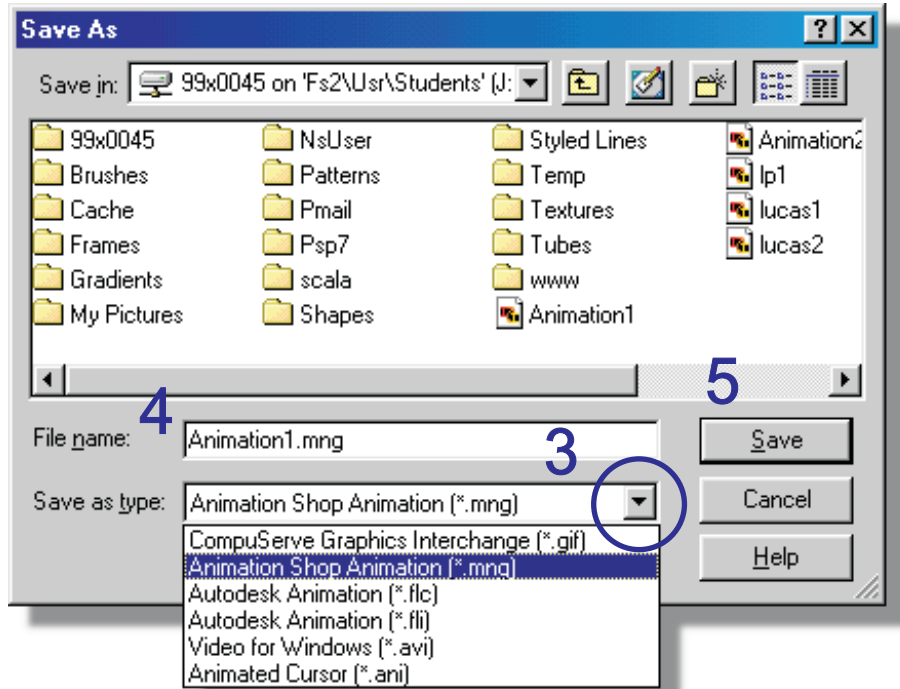 Save As
Save in: 99x0045 on 'Fs2\Usr\Students' (J:
99x0045 NsUser Styled Lines Animation2
Brushes Patterns Temp lp1
Cache Pmail Textures lucas1
Frames Psp7 Tubes lucas2
Gradients scala www
My Pictures Shapes Animation1
4 5
File name: Animation1.mng 3 Save
Save as type: Animation Shop Animation (*.mng) Cancel
CompuServe Graphics Interchange (*.gif)
Animation Shop Animation (*.mng) Help
Autodesk Animation (*.flc)
Autodesk Animation (*.fli)
Video for Windows (*.avi)
Animated Cursor (*.ani)